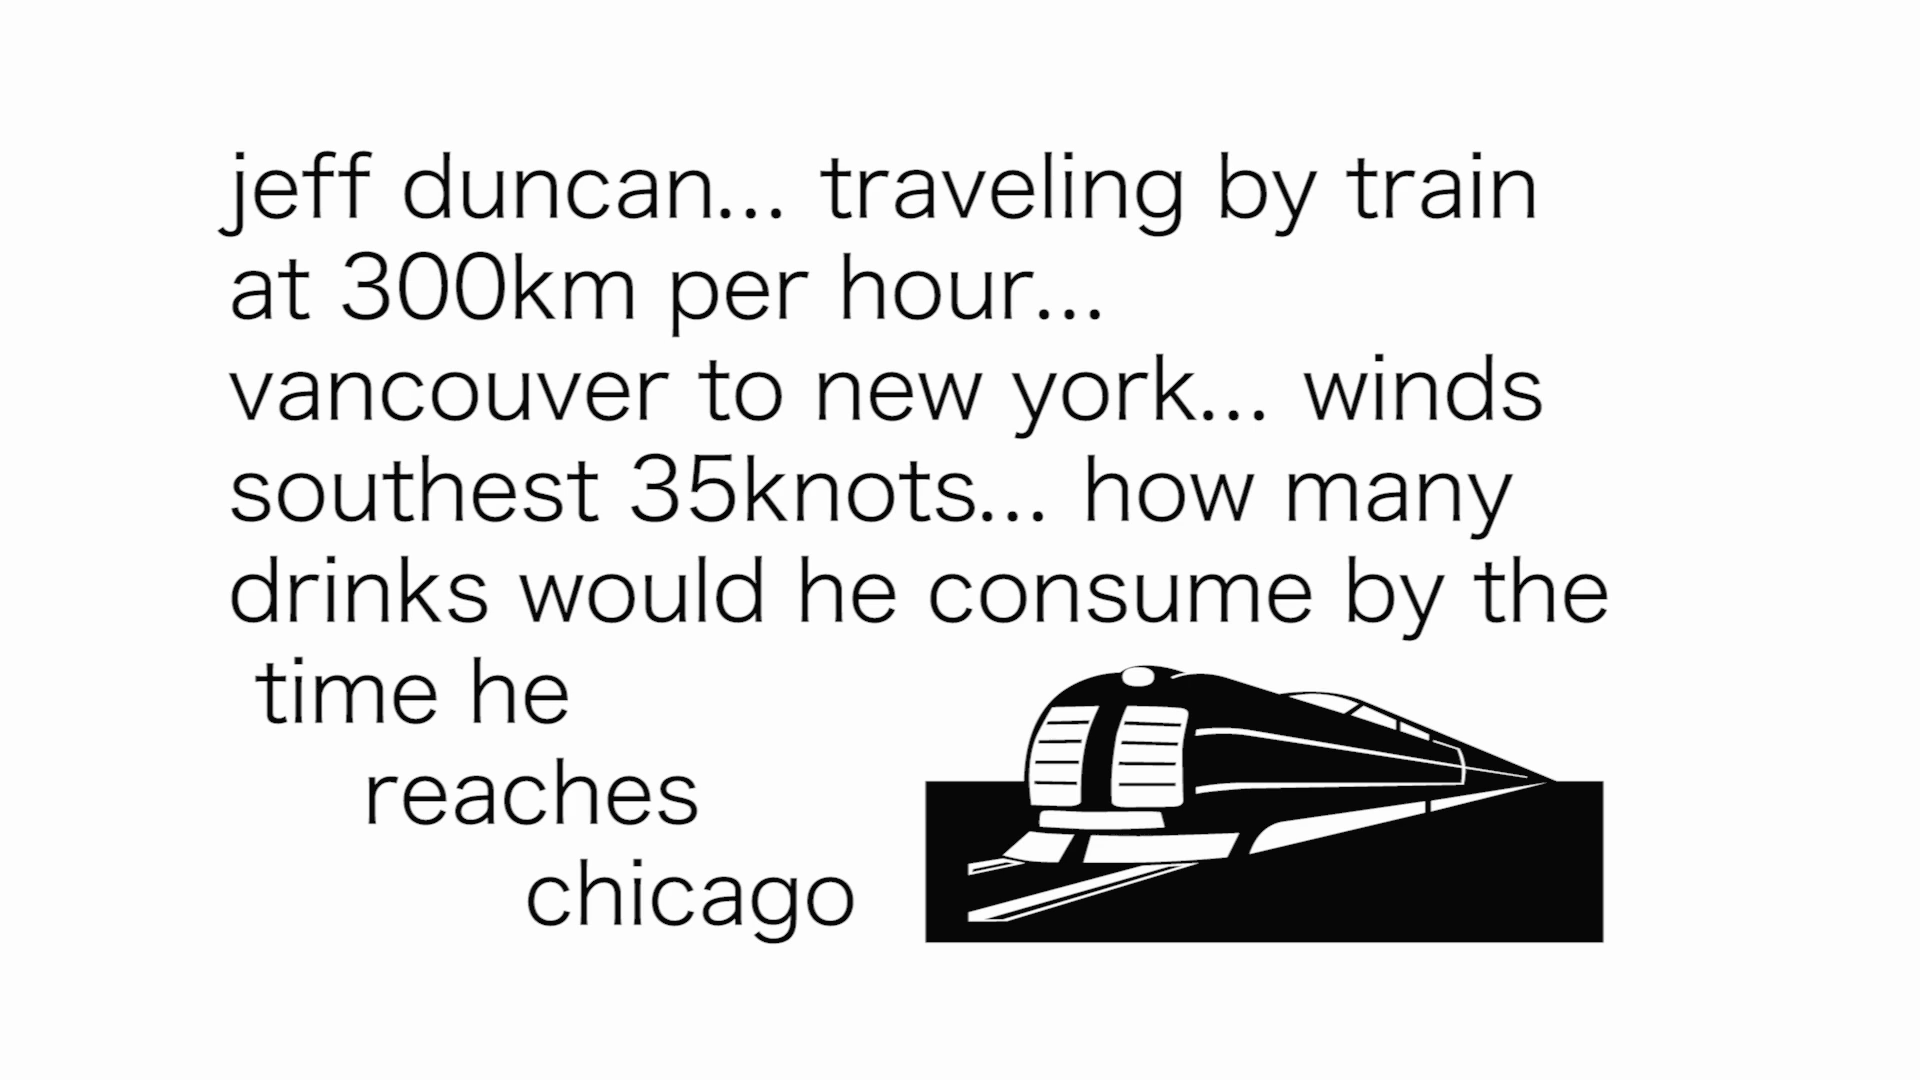 jeff duncan... traveling by train
at 300km per hour...
vancouver to new york... winds
southest 35knots... how many
drinks would he consume by the
time he
reaches
chicago